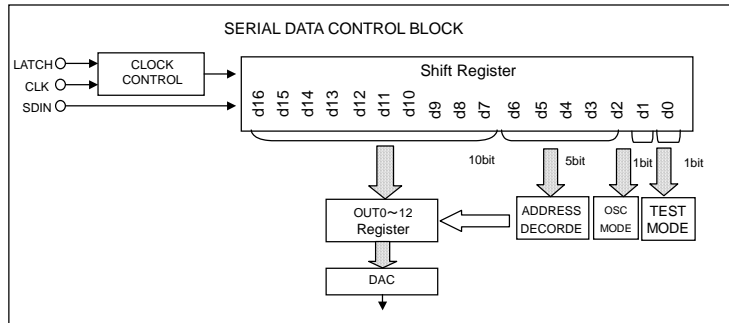 SERIAL DATA CONTROL BLOCK
LATCH
CLK
SDIN
CLOCK
CONTROL
Shift Register
d16 d15 d14 d13 d12 d11 d10 d9 d8 d7 d6 d5 d4 d3 d2 d1 d0
10bit 5bit 1bit 1bit
OUT0～12
Register
ADDRESS
DECORDE
OSC
MODE
TEST
MODE
DAC